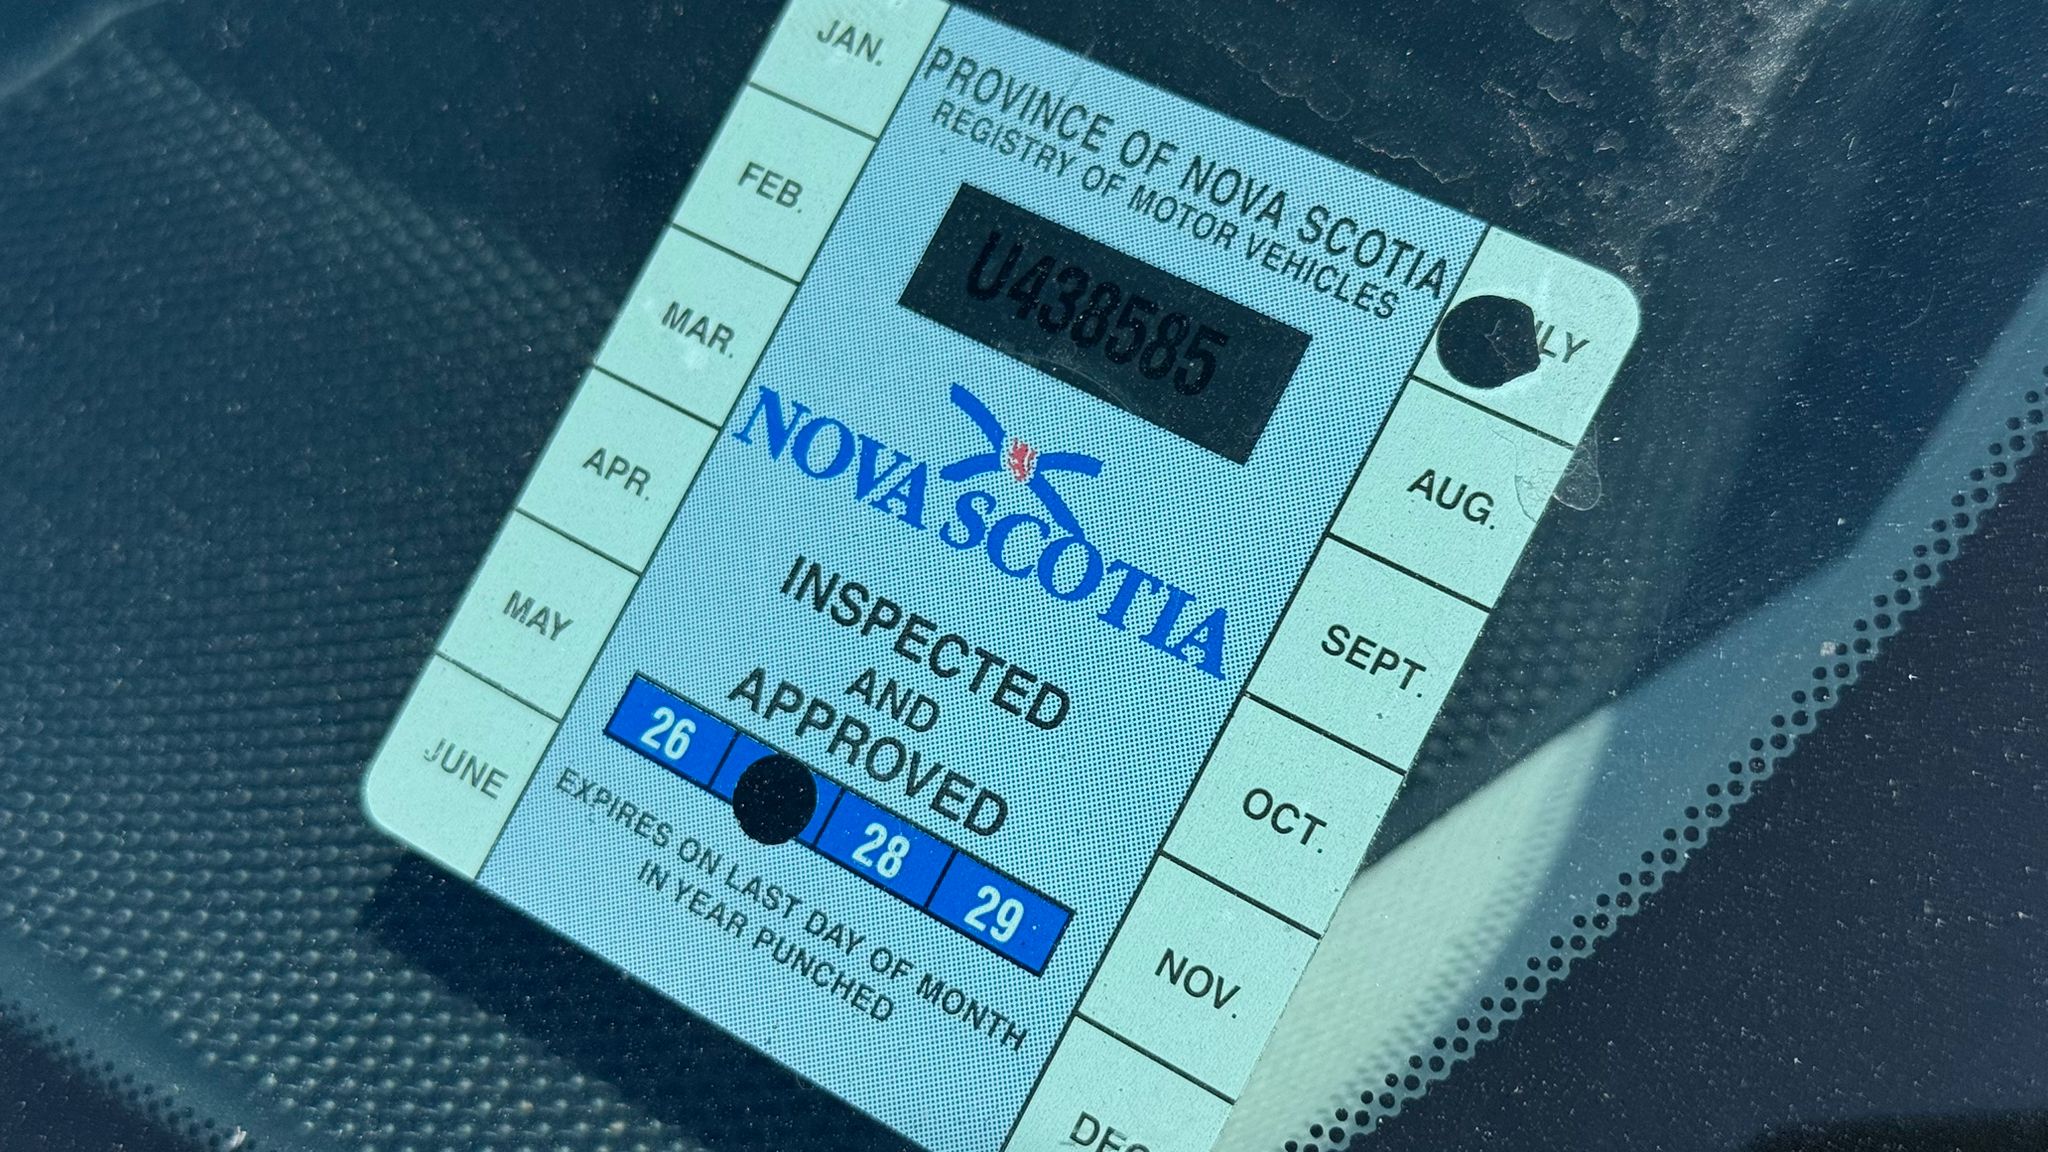 PROVINCE OF NOVA SCOTIA
REGISTRY OF MOTOR VEHICLES
U438585
NOVA SCOTIA
INSPECTED
AND
APPROVED
26 28 29
EXPIRES ON LAST DAY OF MONTH
IN YEAR PUNCHED
JAN.
FEB.
MAR.
APR.
MAY
JUNE
AUG.
SEPT.
OCT.
NOV.
DEC